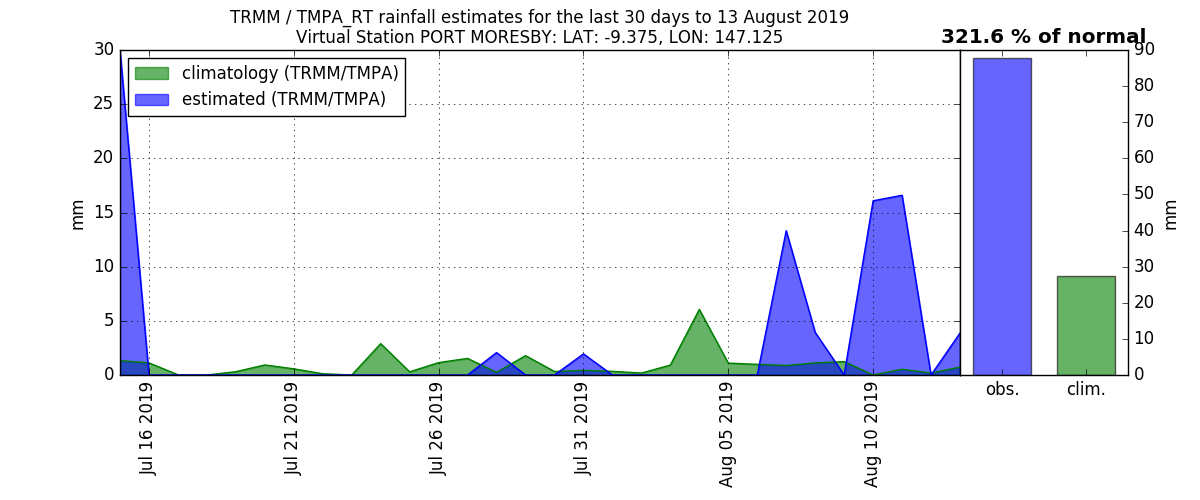 TRMM / TMPA_RT rainfall estimates for the last 30 days to 13 August 2019
Virtual Station PORT MORESBY: LAT: -9.375, LON: 147.125
321.6 % of normal
climatology (TRMM/TMPA)
estimated (TRMM/TMPA)
30
25
20
15
10
5
0
mm
90
80
70
60
50
40
30
20
10
0
mm
Jul 16 2019
Jul 21 2019
Jul 26 2019
Jul 31 2019
Aug 05 2019
Aug 10 2019
obs.
clim.